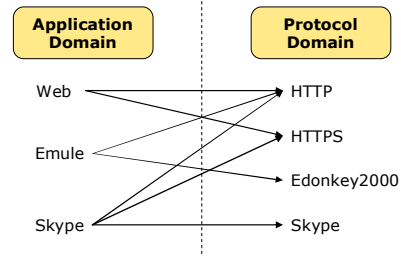 Application
Domain
Protocol
Domain
Web
HTTP
HTTPS
Emule
Edonkey2000
Skype
Skype